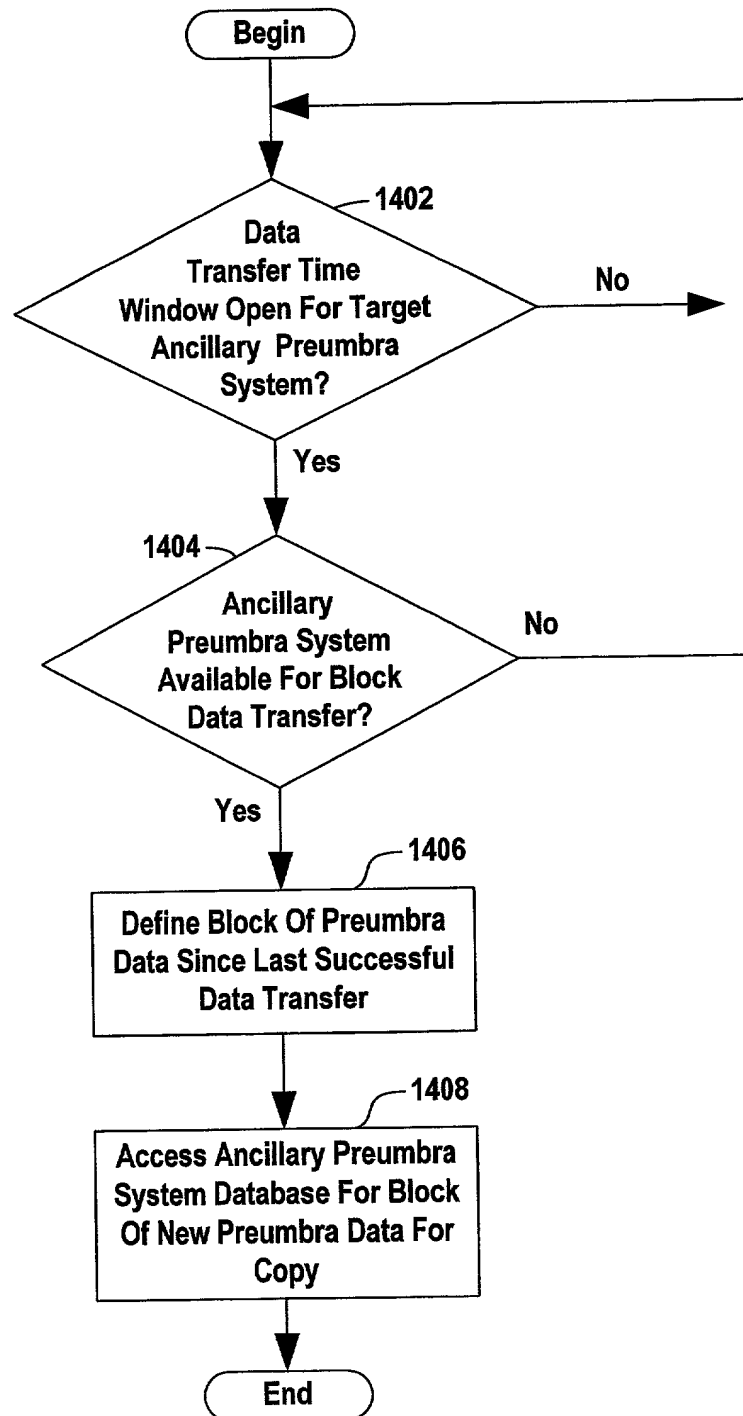 Begin
1402
Data
Transfer Time
Window Open For Target
Ancillary Preumbra
System?
No
Yes
1404
Ancillary
Preumbra System
Available For Block
Data Transfer?
No
Yes
1406
Define Block Of Preumbra
Data Since Last Successful
Data Transfer
1408
Access Ancillary Preumbra
System Database For Block
Of New Preumbra Data For
Copy
End